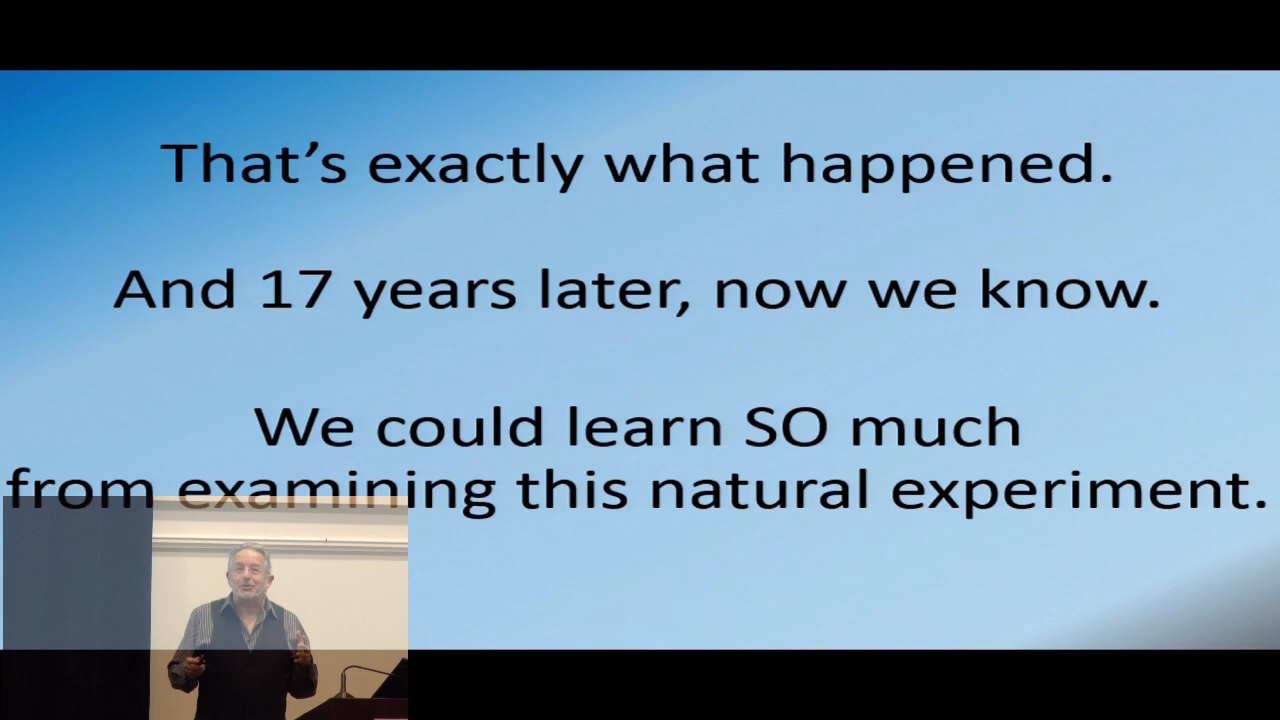 That’s exactly what happened.
And 17 years later, now we know.
We could learn SO much
from examining this natural experiment.